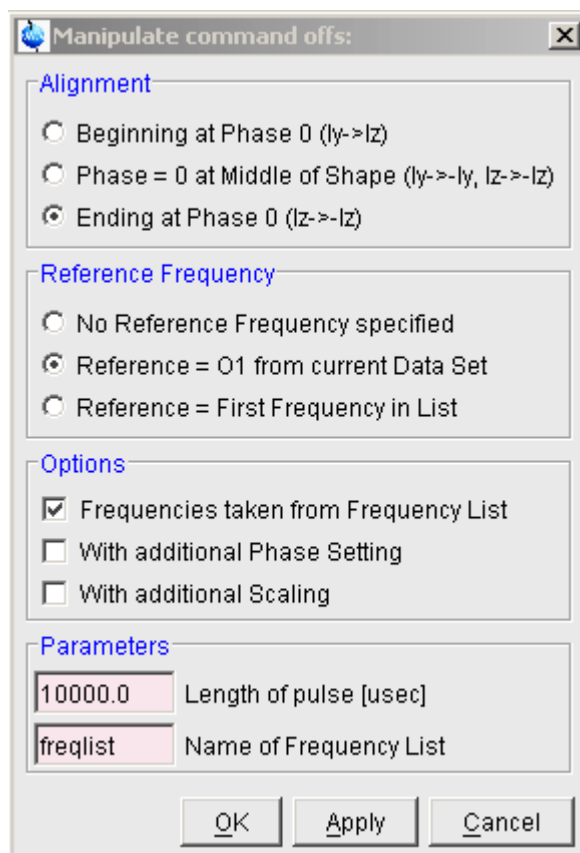 Manipulate command offs:
Alignment
Beginning at Phase 0 (Iy->Iz)
Phase = 0 at Middle of Shape (Iy->-Iy, Iz->-Iz)
Ending at Phase 0 (Iz->-Iz)
Reference Frequency
No Reference Frequency specified
Reference = O1 from current Data Set
Reference = First Frequency in List
Options
Frequencies taken from Frequency List
With additional Phase Setting
With additional Scaling
Parameters
10000.0 Length of pulse [usec]
freqlist Name of Frequency List
OK Apply Cancel